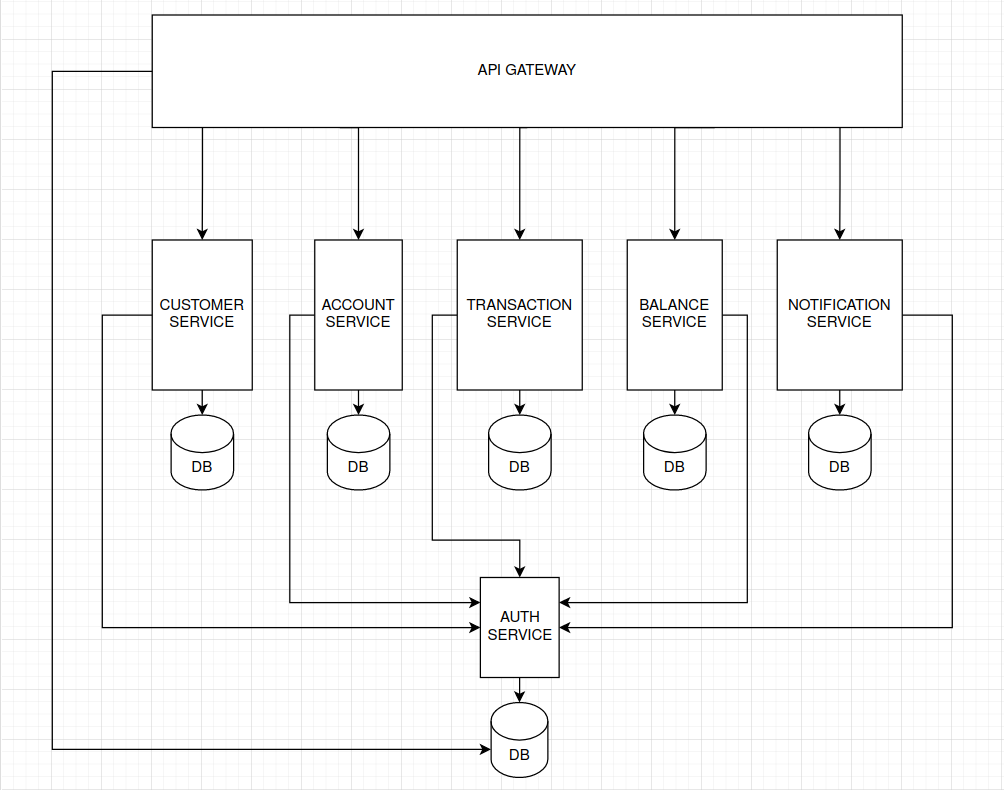 API GATEWAY
CUSTOMER
SERVICE
ACCOUNT
SERVICE
TRANSACTION
SERVICE
BALANCE
SERVICE
NOTIFICATION
SERVICE
DB
DB
DB
DB
DB
AUTH
SERVICE
DB